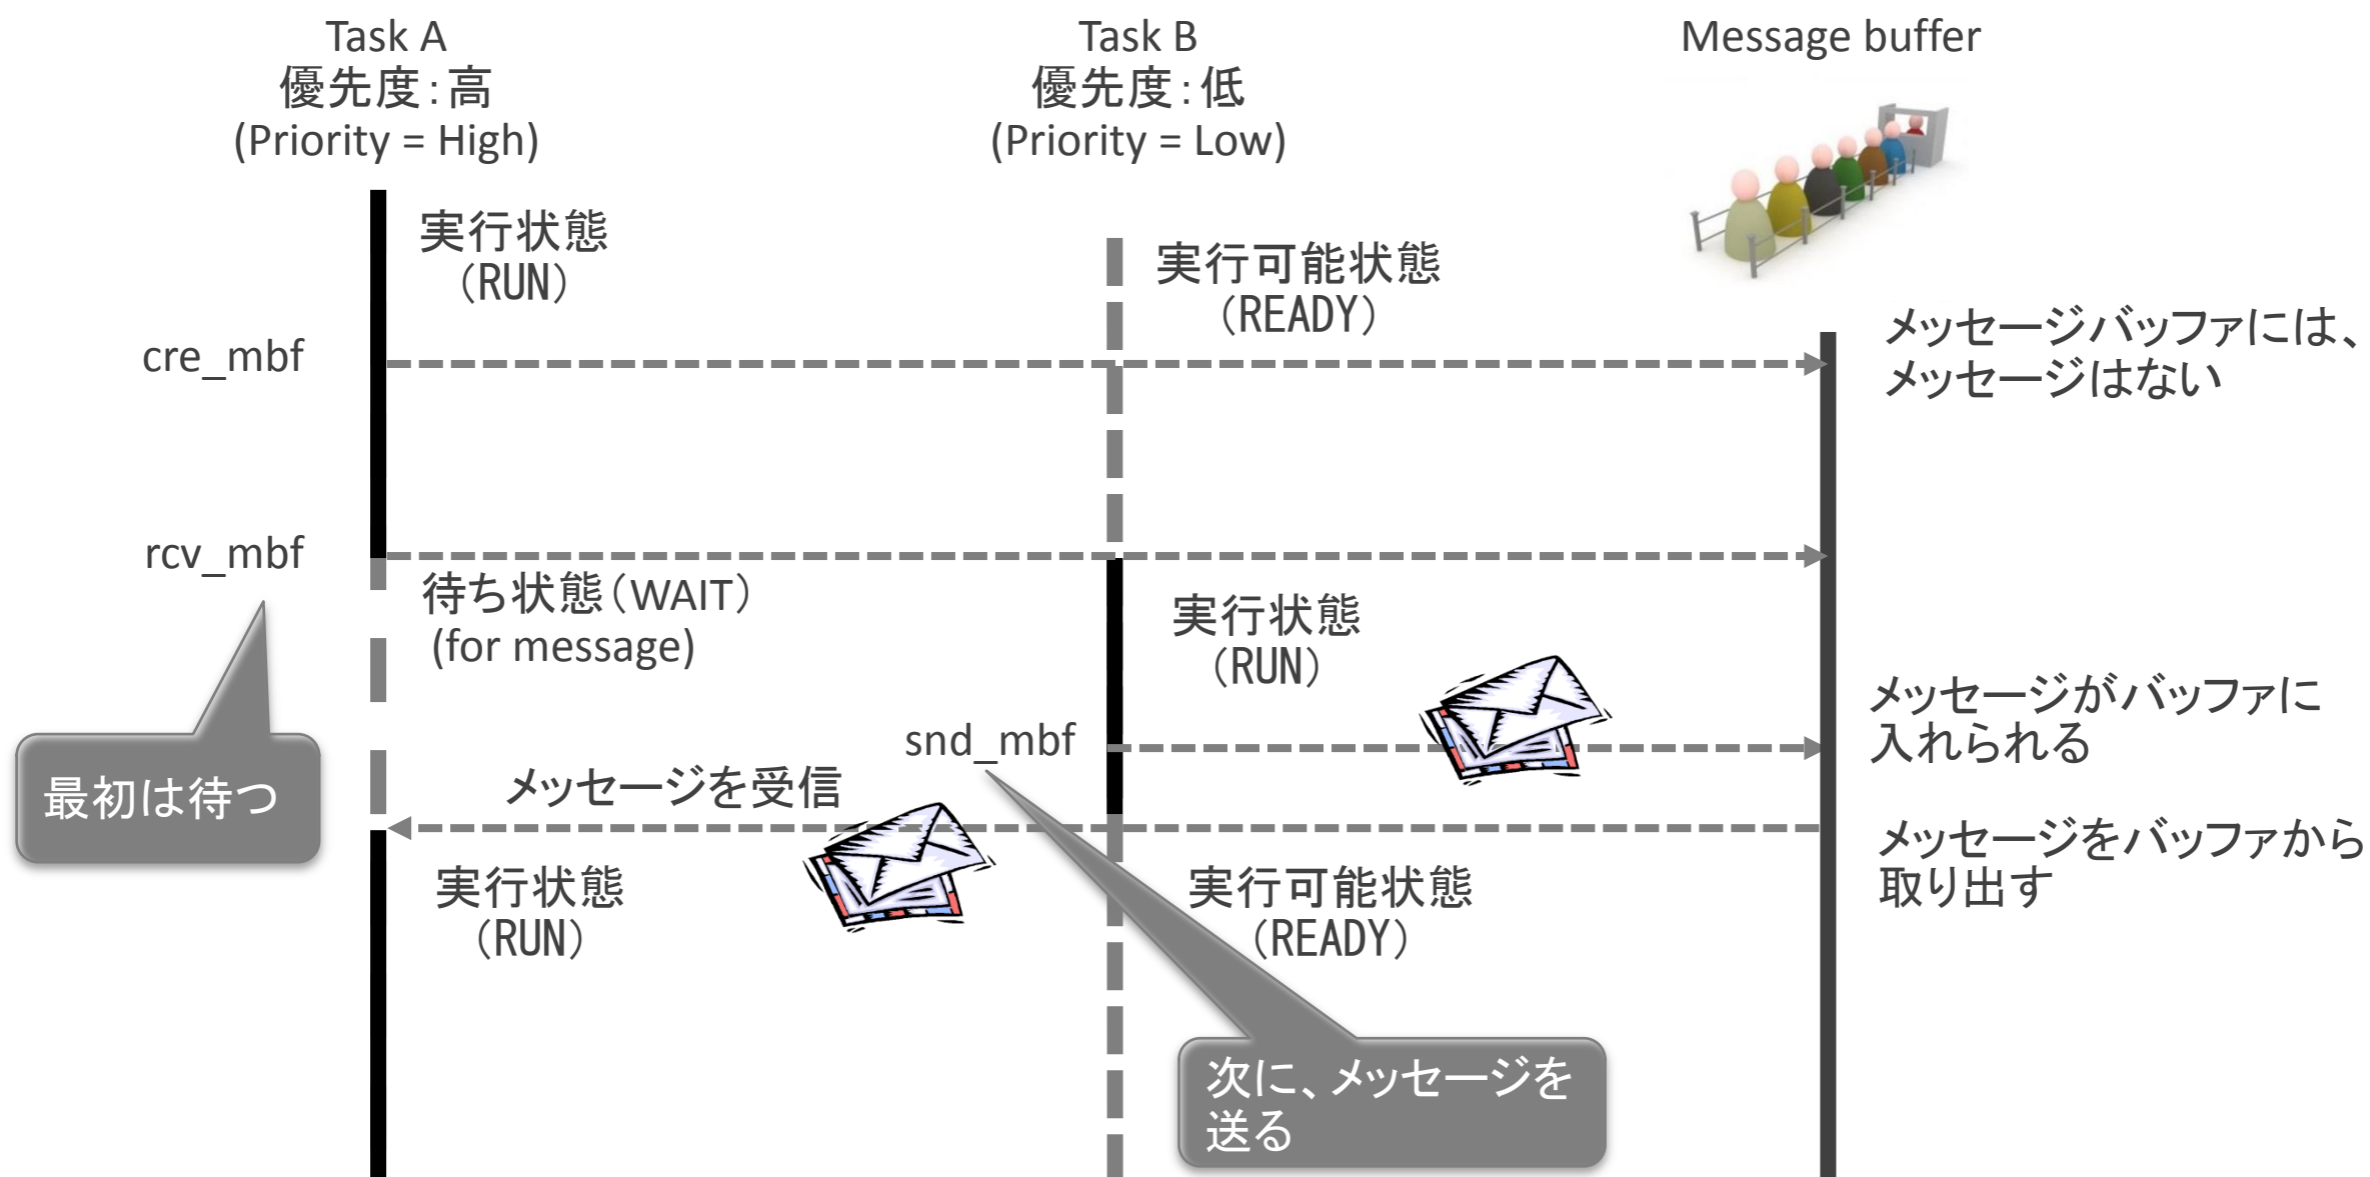 Task A
優先度：高
(Priority = High)
Task B
優先度：低
(Priority = Low)
Message buffer
実行状態
（RUN）
実行可能状態
（READY）
cre_mbf
メッセージバッファには、
メッセージはない
rcv_mbf
待ち状態（WAIT）
(for message)
実行状態
（RUN）
最初は待つ
snd_mbf
メッセージがバッファに
入れられる
メッセージを受信
メッセージをバッファから
取り出す
実行状態
（RUN）
実行可能状態
（READY）
次に、メッセージを
送る